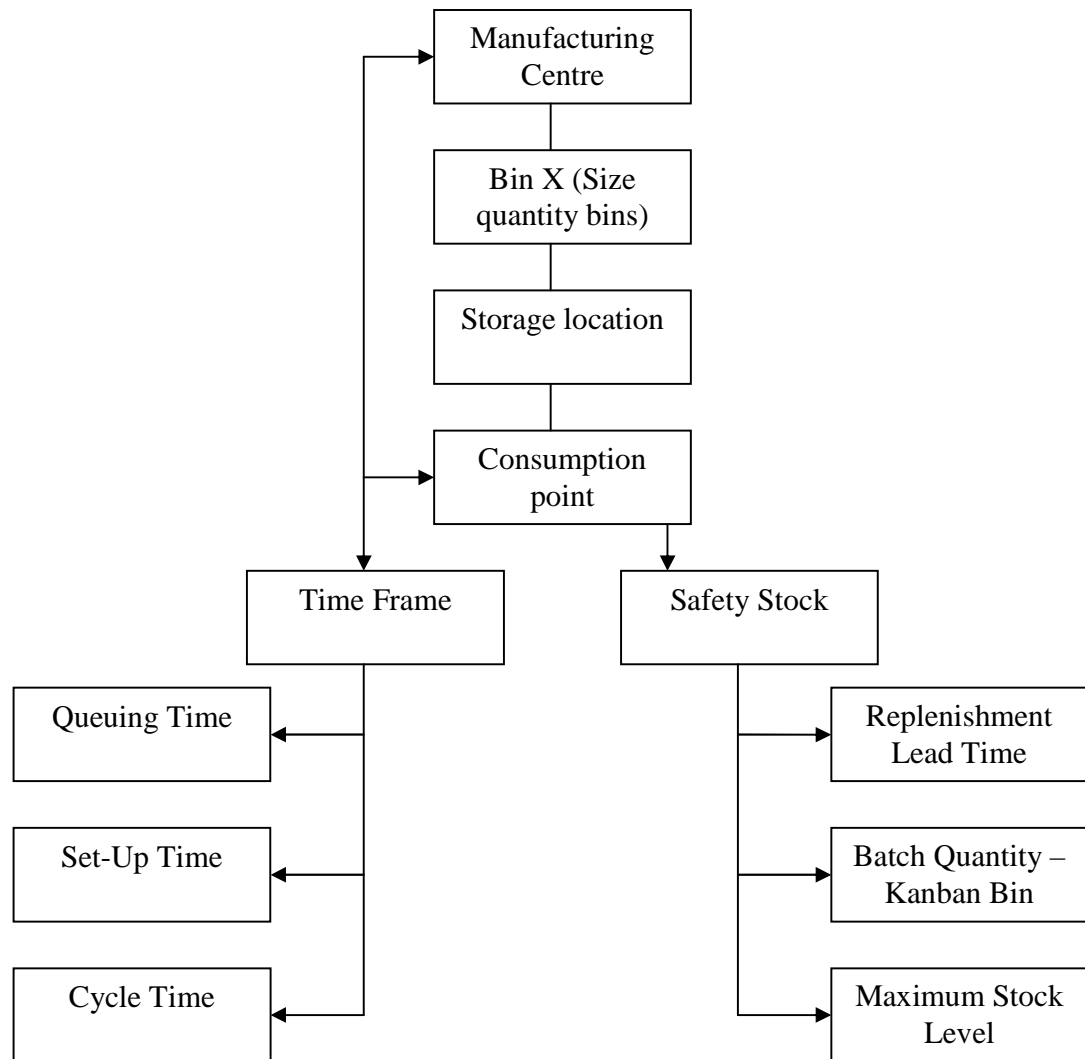 Manufacturing
Centre
Bin X (Size
quantity bins)
Storage location
Consumption
point
Time Frame
Safety Stock
Queuing Time
Replenishment
Lead Time
Set-Up Time
Batch Quantity –
Kanban Bin
Cycle Time
Maximum Stock
Level